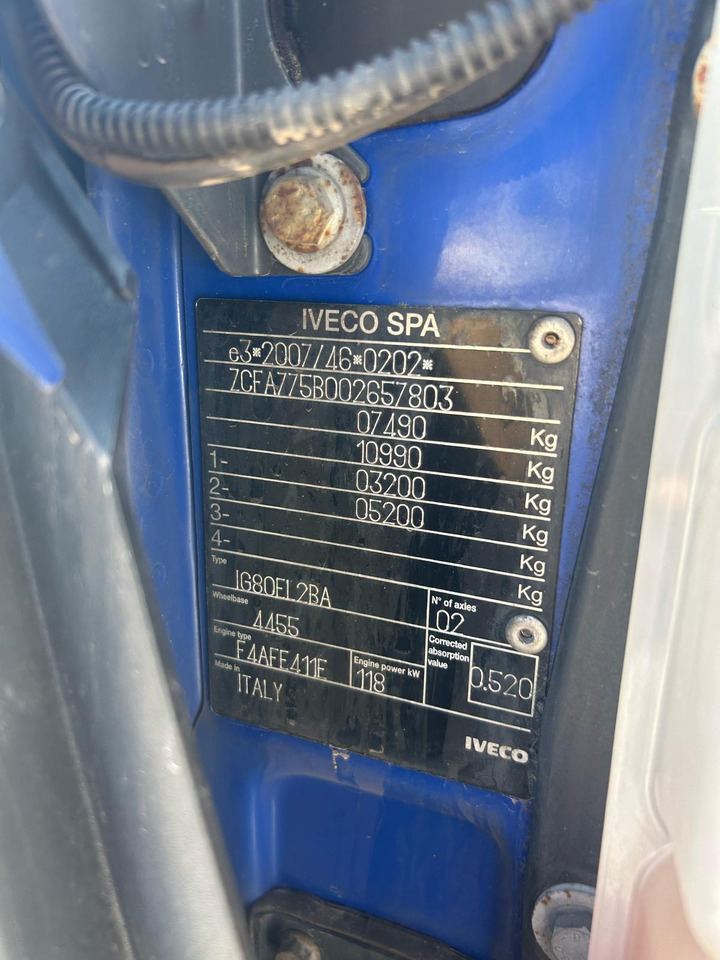 IVECO SPA
e3*2007/46*0202*
ZCFA775B002657803
07490 Kg
1- 10990 Kg
2- 03200 Kg
3- 05200 Kg
4- Kg
Kg
Type IG80EL2BA
N° of axles 02
Wheelbase 4455
Corrected absorption value 0.520
Engine type F4AFE411E
Engine power kW 118
Made in ITALY
IVECO